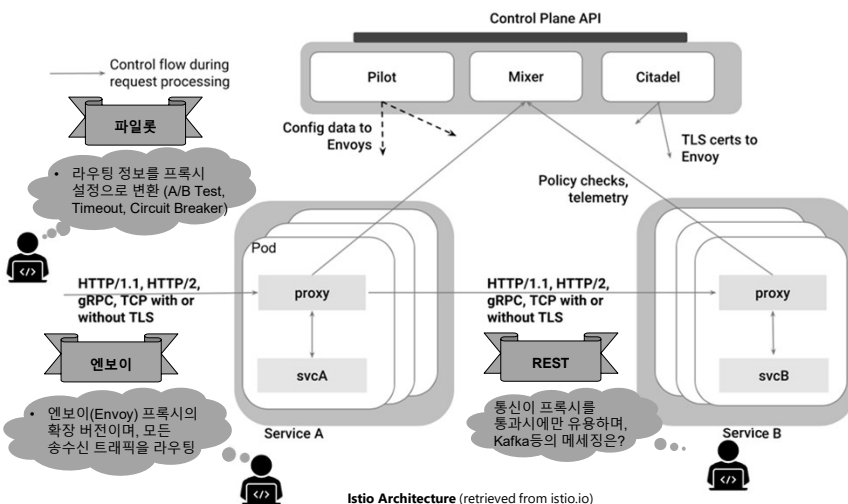 Control Plane API
Control flow during
request processing
Pilot
Mixer
Citadel
파일롯
Config data to
Envoys
TLS certs to
Envoy
• 라우팅 정보를 프록시
설정으로 변환 (A/B Test,
Timeout, Circuit Breaker)
Policy checks,
telemetry
</>
Pod
HTTP/1.1, HTTP/2,
gRPC, TCP with or
without TLS
proxy
HTTP/1.1, HTTP/2,
gRPC, TCP with or
without TLS
proxy
엔보이
svcA
REST
svcB
• 엔보이(Envoy) 프록시의
확장 버전이며, 모든
송수신 트래픽을 라우팅
Service A
통신이 프록시를
통과시에만 유용하며,
Kafka등의 메세징은?
Service B
</>
</>
Istio Architecture (retrieved from istio.io)